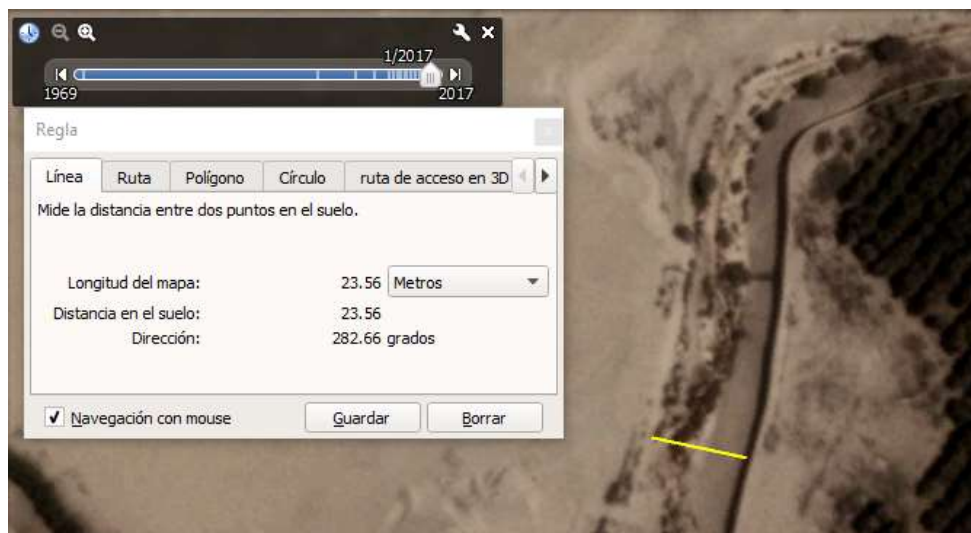 1/2017
1969
2017
Regla
Línea Ruta Polígono Círculo ruta de acceso en 3D
Mide la distancia entre dos puntos en el suelo.
Longitud del mapa: 23.56 Metros
Distancia en el suelo: 23.56
Dirección: 282.66 grados
Navegación con mouse Guardar Borrar